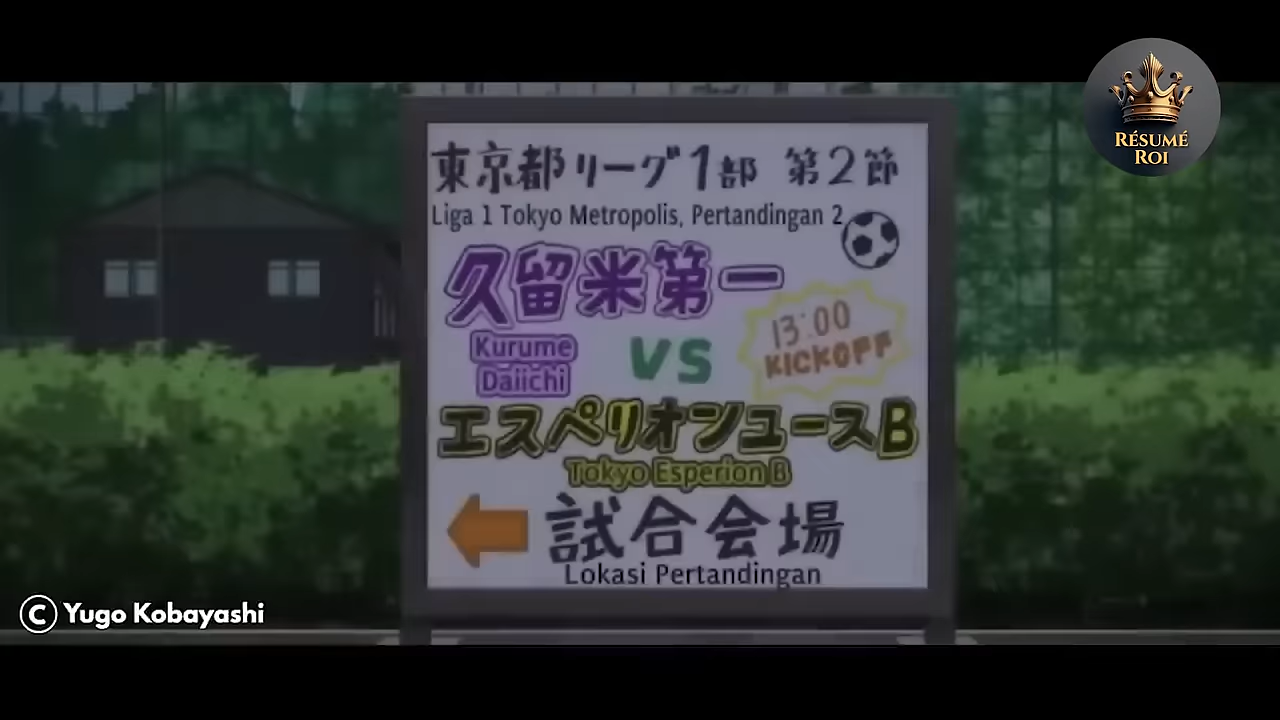 RÉSUMÉ
ROI
東京都リーグ1部 第2節
Liga 1 Tokyo Metropolis, Pertandingan 2
久留米第一
Kurume
Daiichi
VS
13:00
KICKOFF
エスペリオンユースB
Tokyo Esperion B
試合会場
Lokasi Pertandingan
© Yugo Kobayashi